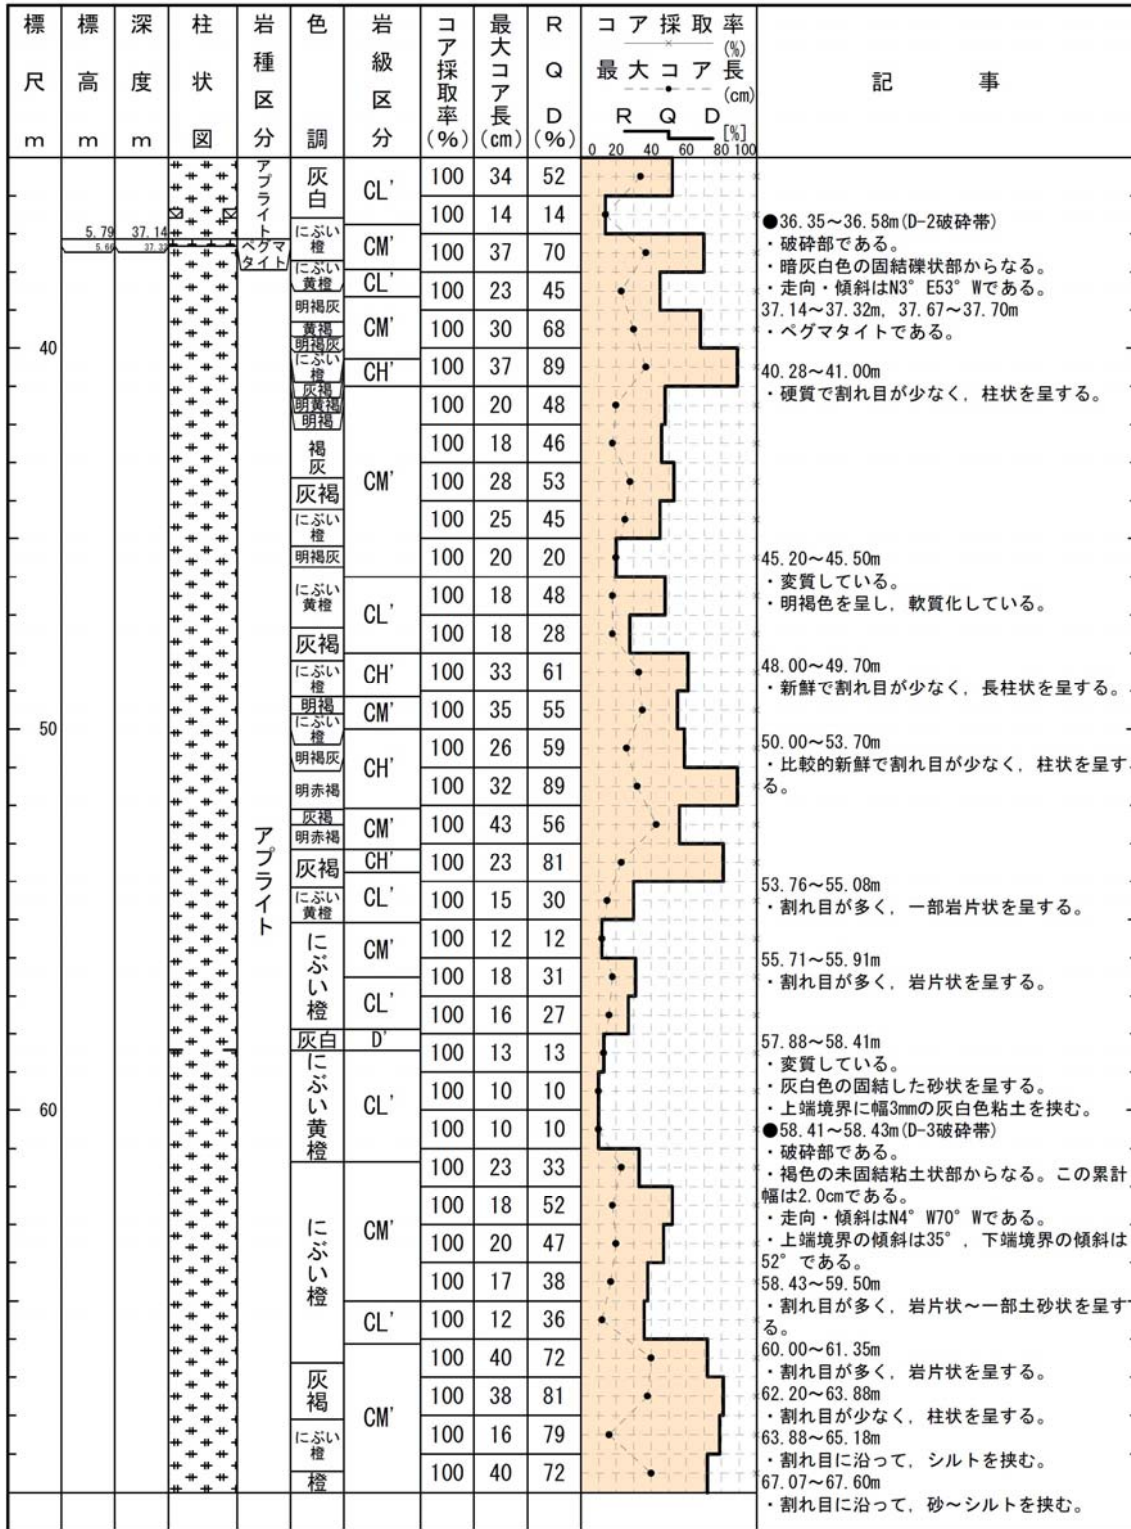 標尺m
標高m
深度m
柱状図
岩種区分
色調
岩級区分
コア採取率(%)
最大コア長(cm)
RQD(%)
コア採取率
(%)
最大コア長
(cm)
RQD
[%]
0 20 40 60 80 100
記事
アプライト
5.79 37.14
37.32
ペグマタイト
アプライト
40
50
60
灰白
にぶい橙
にぶい黄橙
明褐灰
黄褐
明褐灰
にぶい橙
灰褐
明黄褐
明褐
褐灰
灰褐
にぶい橙
明褐灰
にぶい黄橙
灰褐
にぶい橙
明褐
にぶい橙
明褐灰
明赤褐
灰褐
明赤褐
灰褐
にぶい黄橙
にぶい橙
灰白
にぶい黄橙
にぶい橙
灰褐
にぶい橙
橙
CL'
CM'
CL'
CM'
CH'
CM'
CL'
CH'
CM'
CH'
CM'
CH'
CL'
CM'
CL'
D'
CL'
CM'
CL'
CM'
100 34 52
100 14 14
100 37 70
100 23 45
100 30 68
100 37 89
100 20 48
100 18 46
100 28 53
100 25 45
100 20 20
100 18 48
100 18 28
100 33 61
100 35 55
100 26 59
100 32 89
100 43 56
100 23 81
100 15 30
100 12 12
100 18 31
100 16 27
100 13 13
100 10 10
100 10 10
100 23 33
100 18 52
100 20 47
100 17 38
100 12 36
100 40 72
100 38 81
100 16 79
100 40 72
●36.35～36.58m(D-2破砕帯)
・破砕部である。
・暗灰白色の固結礫状部からなる。
・走向・傾斜はN3°E53°Wである。
37.14～37.32m, 37.67～37.70m
・ペグマタイトである。
40.28～41.00m
・硬質で割れ目が少なく，柱状を呈する。
45.20～45.50m
・変質している。
・明褐色を呈し，軟質化している。
48.00～49.70m
・新鮮で割れ目が少なく，長柱状を呈する。
50.00～53.70m
・比較的新鮮で割れ目が少なく，柱状を呈す
る。
53.76～55.08m
・割れ目が多く，一部岩片状を呈する。
55.71～55.91m
・割れ目が多く，岩片状を呈する。
57.88～58.41m
・変質している。
・灰白色の固結した砂状を呈する。
・上端境界に幅3mmの灰白色粘土を挟む。
●58.41～58.43m(D-3破砕帯)
・破砕部である。
・褐色の未固結粘土状部からなる。この累計
幅は2.0cmである。
・走向・傾斜はN4°W70°Wである。
・上端境界の傾斜は35°，下端境界の傾斜は
52°である。
58.43～59.50m
・割れ目が多く，岩片状～一部土砂状を呈す
る。
60.00～61.35m
・割れ目が多く，岩片状を呈する。
62.20～63.88m
・割れ目が少なく，柱状を呈する。
63.88～65.18m
・割れ目に沿って，シルトを挟む。
67.07～67.60m
・割れ目に沿って，砂～シルトを挟む。